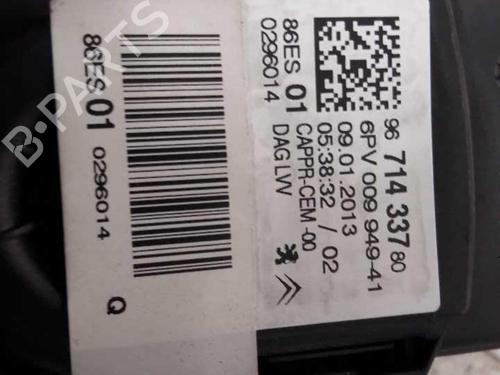 86ES 01
0296014
Q
86ES 01
0296014
96 714 337 80
6PV 009 949-41
09.01.2013
05:38:32 / 02
CAPPR-CEM-00
DAG LVV
B-PARTS